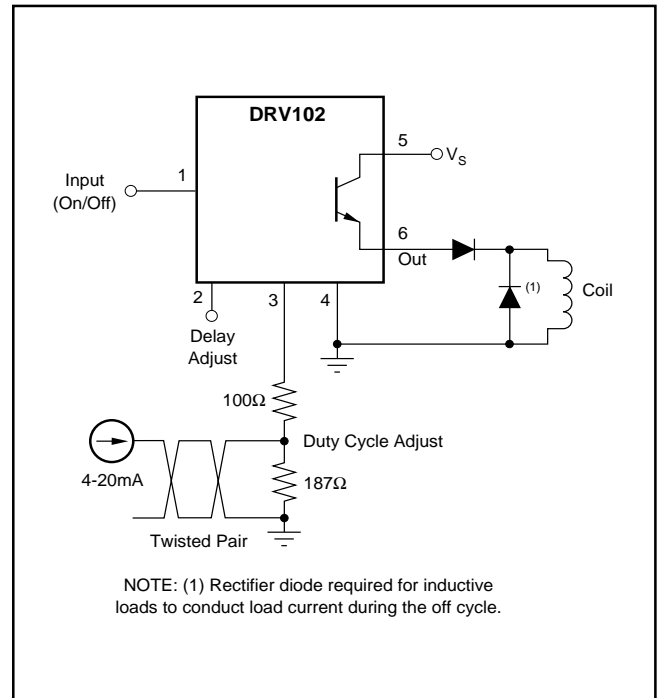 DRV102
5
V_S
1
Input
(On/Off)
6
Out
(1)
Coil
2
3
4
Delay
Adjust
100Ω
Duty Cycle Adjust
4-20mA
187Ω
Twisted Pair
NOTE: (1) Rectifier diode required for inductive
loads to conduct load current during the off cycle.